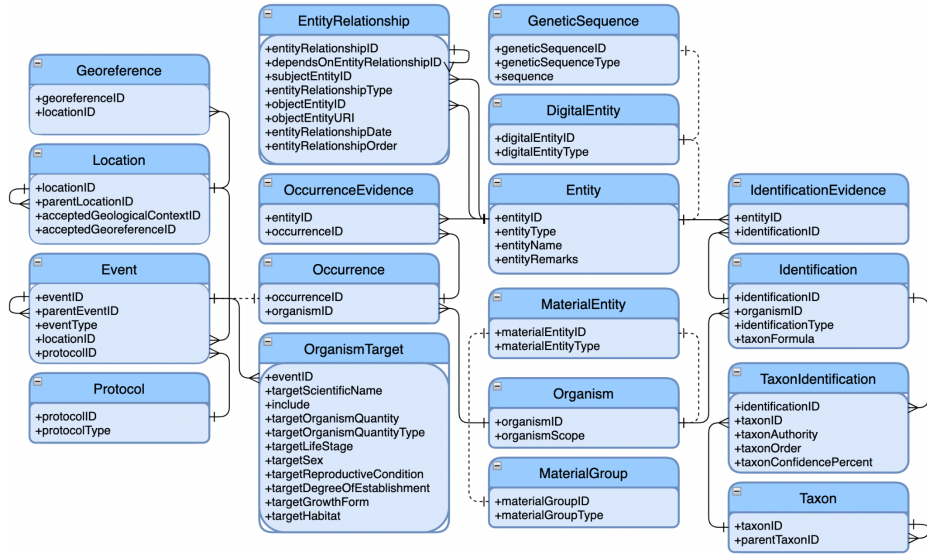 Georeference
+georeferenceID
+locationID
Location
+locationID
+parentLocationID
+acceptedGeologicalContextID
+acceptedGeoreferenceID
Event
+eventID
+parentEventID
+eventType
+locationID
+protocolID
Protocol
+protocolID
+protocolType
EntityRelationship
+entityRelationshipID
+dependsOnEntityRelationshipID
+subjectEntityID
+entityRelationshipType
+objectEntityID
+objectEntityURI
+entityRelationshipDate
+entityRelationshipOrder
OccurrenceEvidence
+entityID
+occurrenceID
Occurrence
+occurrenceID
+organismID
OrganismTarget
+eventID
+targetScientificName
+include
+targetOrganismQuantity
+targetOrganismQuantityType
+targetLifeStage
+targetSex
+targetReproductiveCondition
+targetDegreeOfEstablishment
+targetGrowthForm
+targetHabitat
GeneticSequence
+geneticSequenceID
+geneticSequenceType
+sequence
DigitalEntity
+digitalEntityID
+digitalEntityType
Entity
+entityID
+entityType
+entityName
+entityRemarks
MaterialEntity
+materialEntityID
+materialEntityType
Organism
+organismID
+organismScope
MaterialGroup
+materialGroupID
+materialGroupType
IdentificationEvidence
+entityID
+identificationID
Identification
+identificationID
+organismID
+identificationType
+taxonFormula
TaxonIdentification
+identificationID
+taxonID
+taxonAuthority
+taxonOrder
+taxonConfidencePercent
Taxon
+taxonID
+parentTaxonID